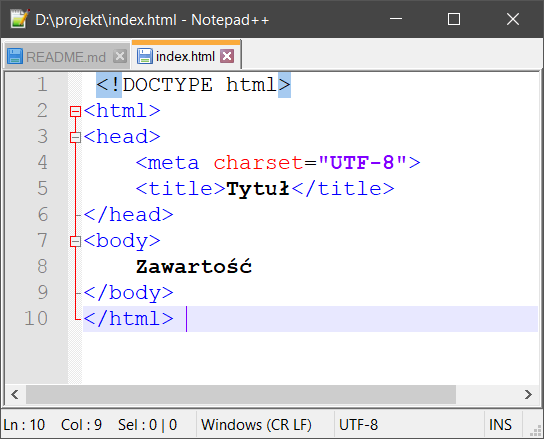 D:\projekt\index.html - Notepad++
README.md index.html
1 <!DOCTYPE html>
2 <html>
3 <head>
4 <meta charset="UTF-8">
5 <title>Tytuł</title>
6 </head>
7 <body>
8 Zawartość
9 </body>
10 </html>
Ln : 10 Col : 9 Sel : 0 | 0 Windows (CR LF) UTF-8 INS